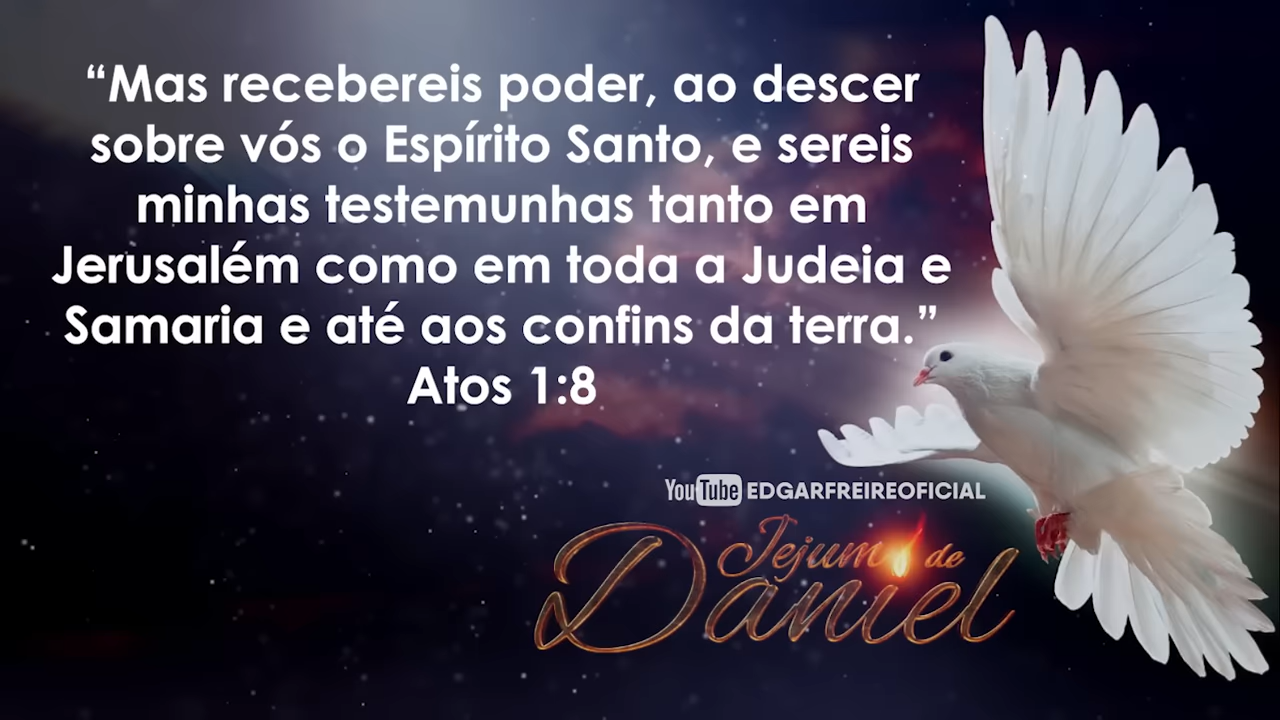 “Mas recebereis poder, ao descer
sobre vós o Espírito Santo, e sereis
minhas testemunhas tanto em
Jerusalém como em toda a Judeia e
Samaria e até aos confins da terra.”
Atos 1:8
YouTube EDGARFREIREOFICIAL
Jejum de
Daniel